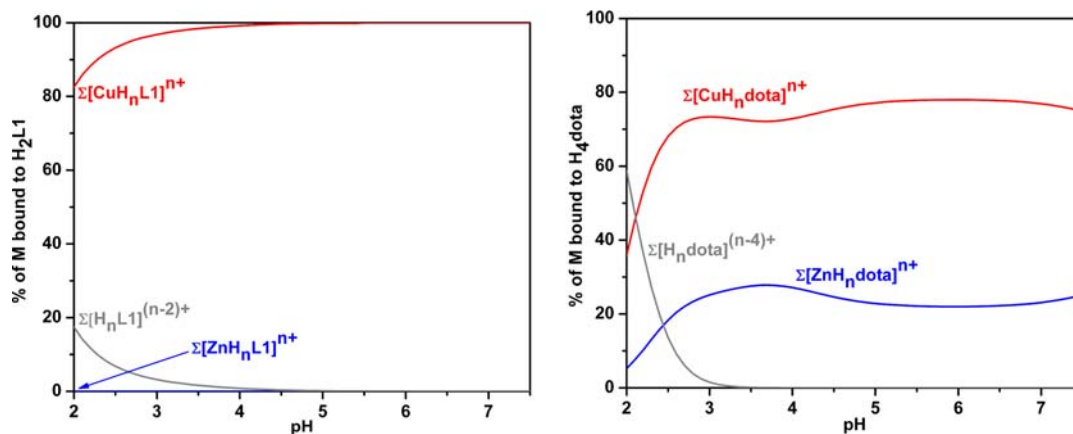 % of M bound to H₂L1
100
80
60
40
20
0
Σ[CuHₙL1]ⁿ⁺
Σ[HₙL1]⁽ⁿ⁻²⁾⁺
Σ[ZnHₙL1]ⁿ⁺
2 3 4 5 6 7
pH
% of M bound to H₄dota
100
80
60
40
20
0
Σ[CuHₙdota]ⁿ⁺
Σ[Hₙdota]⁽ⁿ⁻⁴⁾⁺
Σ[ZnHₙdota]ⁿ⁺
2 3 4 5 6 7
pH